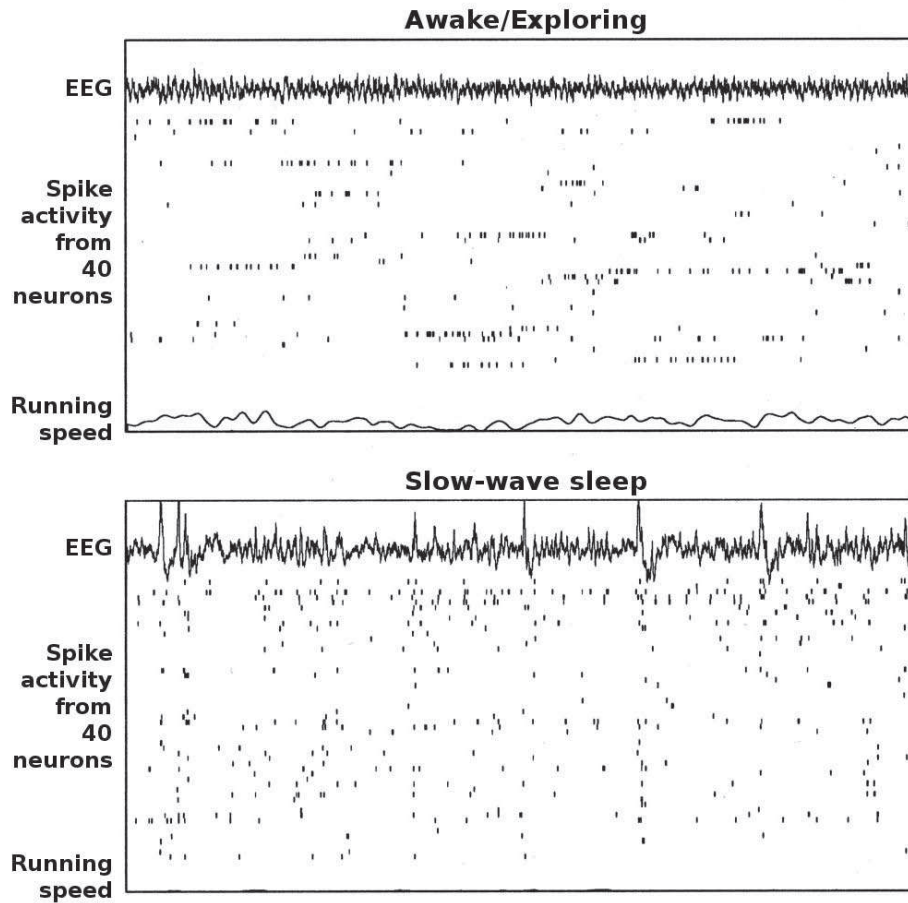 Awake/Exploring
EEG
Spike
activity
from
40
neurons
Running
speed
Slow-wave sleep
EEG
Spike
activity
from
40
neurons
Running
speed